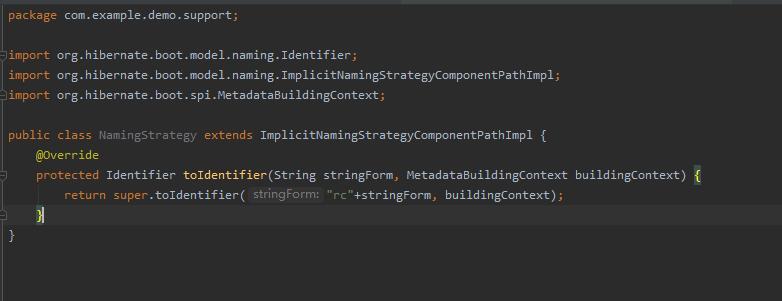 package com.example.demo.support;
import org.hibernate.boot.model.naming.Identifier;
import org.hibernate.boot.model.naming.ImplicitNamingStrategyComponentPathImpl;
import org.hibernate.boot.spi.MetadataBuildingContext;
public class NamingStrategy extends ImplicitNamingStrategyComponentPathImpl {
@Override
protected Identifier toIdentifier(String stringForm, MetadataBuildingContext buildingContext) {
return super.toIdentifier( stringForm: "rc"+stringForm, buildingContext);
}
}